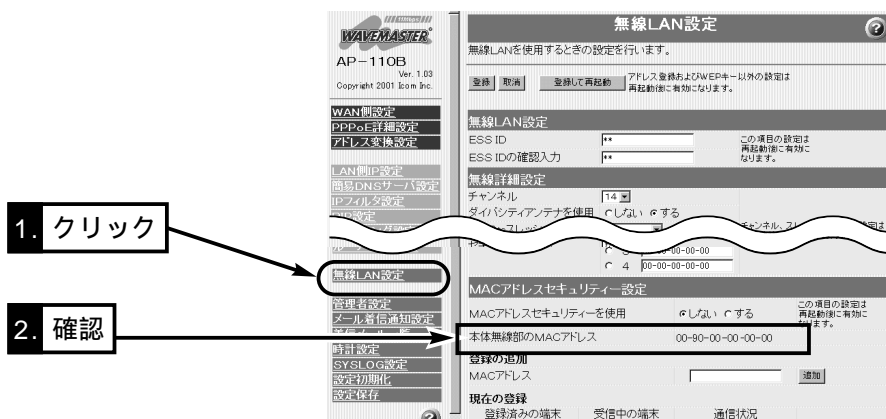 11Mbps
WAVEMASTER
AP-110B
Ver. 1.03
Copyright 2001 Icom Inc.
WAN側設定
PPPoE詳細設定
アドレス変換設定
LAN側IP設定
簡易DNSサーバ設定
IPフィルタ設定
無線LAN設定
管理者設定
メール着信通知設定
時計設定
SYSLOG設定
設定初期化
設定保存
?
1. クリック
2. 確認
無線LAN設定
?
無線LANを使用するときの設定を行います。
登録 取消 登録して再起動 アドレス登録およびWEPキー以外の設定は
再起動後に有効になります。
無線LAN設定
ESS ID ** この項目の設定は
再起動後に有効に
なります。
ESS IDの確認入力 **
無線詳細設定
チャンネル 14
ダイバシティアンテナを使用 しない する
4 00-00-00-00-00
MACアドレスセキュリティー設定
MACアドレスセキュリティーを使用 しない する この項目の設定は
再起動後に有効に
なります。
本体無線部のMACアドレス 00-90-00-00-00-00
登録の追加
MACアドレス 追加
現在の登録
登録済みの端末 受信中の端末 通信状況